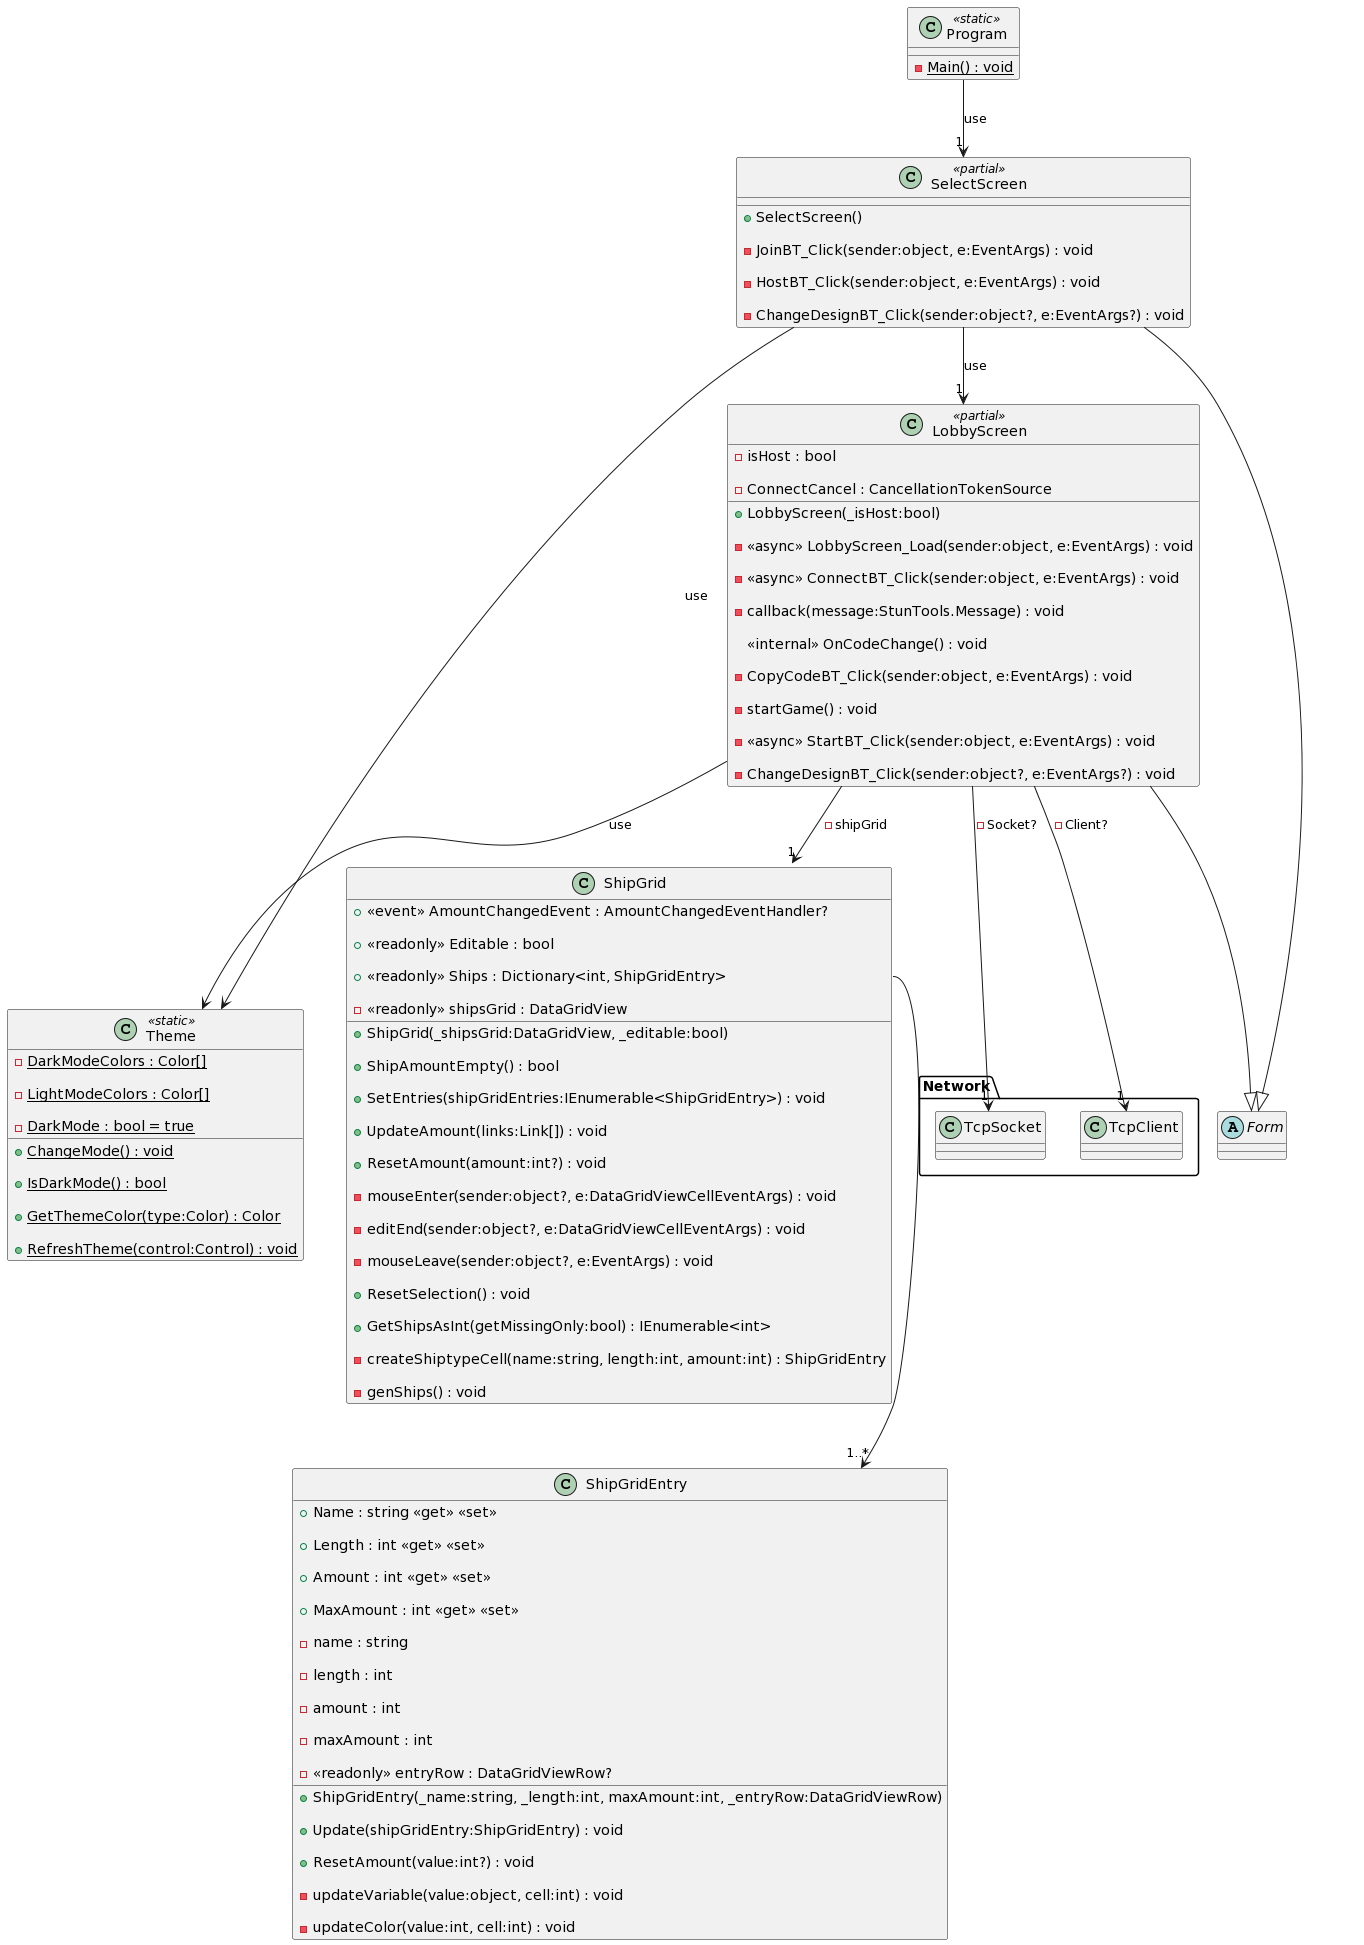 «static»
C Program
Main() : void
use
1
«partial»
C SelectScreen
SelectScreen()
JoinBT_Click(sender:object, e:EventArgs) : void
HostBT_Click(sender:object, e:EventArgs) : void
ChangeDesignBT_Click(sender:object?, e:EventArgs?) : void
use
1
«partial»
C LobbyScreen
isHost : bool
ConnectCancel : CancellationTokenSource
LobbyScreen(_isHost:bool)
«async» LobbyScreen_Load(sender:object, e:EventArgs) : void
«async» ConnectBT_Click(sender:object, e:EventArgs) : void
callback(message:StunTools.Message) : void
«internal» OnCodeChange() : void
CopyCodeBT_Click(sender:object, e:EventArgs) : void
startGame() : void
«async» StartBT_Click(sender:object, e:EventArgs) : void
ChangeDesignBT_Click(sender:object?, e:EventArgs?) : void
use
use
shipGrid
Socket?
Client?
1
C ShipGrid
«event» AmountChangedEvent : AmountChangedEventHandler?
«readonly» Editable : bool
«readonly» Ships : Dictionary<int, ShipGridEntry>
«readonly» shipsGrid : DataGridView
ShipGrid(_shipsGrid:DataGridView, _editable:bool)
ShipAmountEmpty() : bool
SetEntries(shipGridEntries:IEnumerable<ShipGridEntry>) : void
UpdateAmount(links:Link[]) : void
ResetAmount(amount:int?) : void
mouseEnter(sender:object?, e:DataGridViewCellEventArgs) : void
editEnd(sender:object?, e:DataGridViewCellEventArgs) : void
mouseLeave(sender:object?, e:EventArgs) : void
ResetSelection() : void
GetShipsAsInt(getMissingOnly:bool) : IEnumerable<int>
createShiptypeCell(name:string, length:int, amount:int) : ShipGridEntry
genShips() : void
«static»
C Theme
DarkModeColors : Color[]
LightModeColors : Color[]
DarkMode : bool = true
ChangeMode() : void
IsDarkMode() : bool
GetThemeColor(type:Color) : Color
RefreshTheme(control:Control) : void
Network
1
1
C TcpSocket
C TcpClient
A Form
1..*
C ShipGridEntry
Name : string «get» «set»
Length : int «get» «set»
Amount : int «get» «set»
MaxAmount : int «get» «set»
name : string
length : int
amount : int
maxAmount : int
«readonly» entryRow : DataGridViewRow?
ShipGridEntry(_name:string, _length:int, maxAmount:int, _entryRow:DataGridViewRow)
Update(shipGridEntry:ShipGridEntry) : void
ResetAmount(value:int?) : void
updateVariable(value:object, cell:int) : void
updateColor(value:int, cell:int) : void